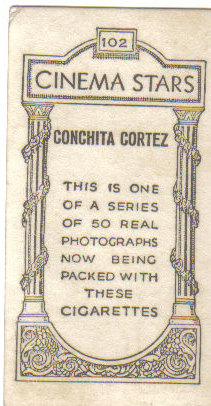 102
CINEMA STARS
CONCHITA CORTEZ
THIS IS ONE
OF A SERIES
OF 50 REAL
PHOTOGRAPHS
NOW BEING
PACKED WITH
THESE
CIGARETTES